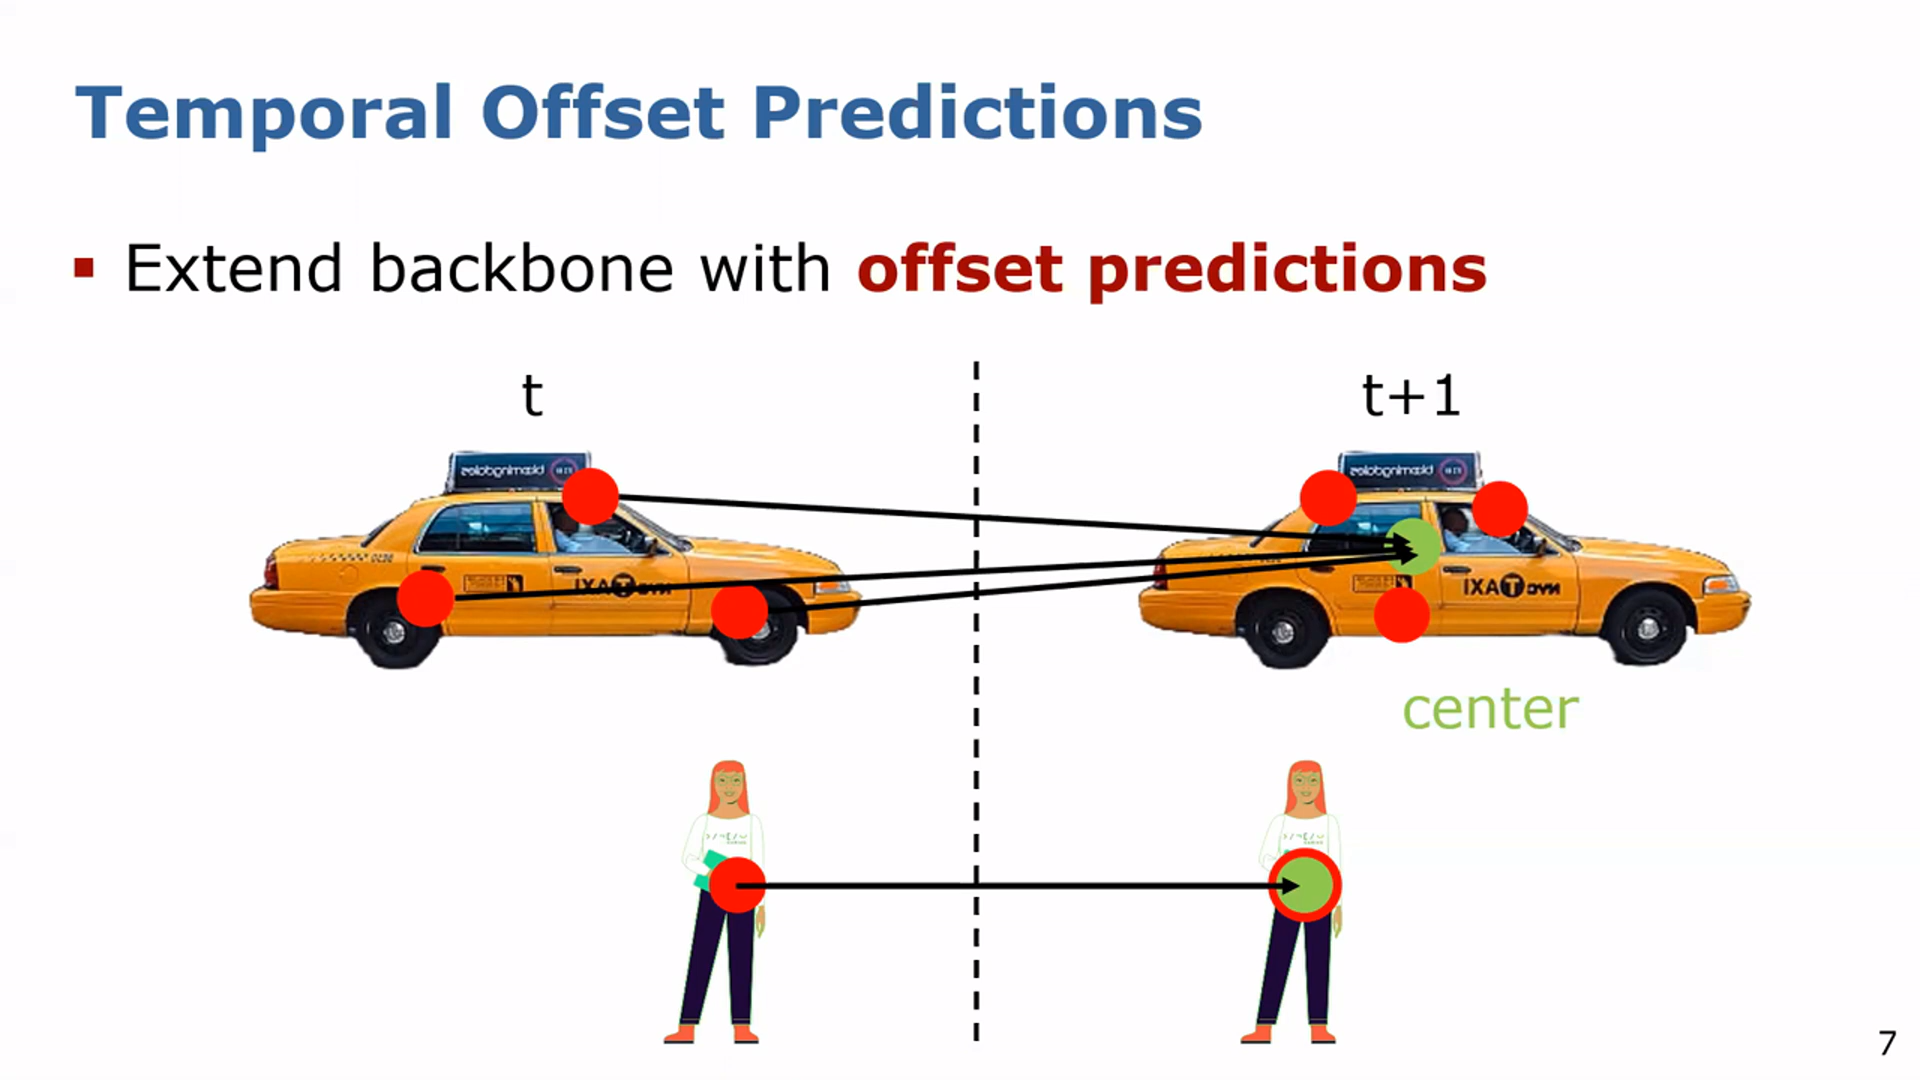 Temporal Offset Predictions
Extend backbone with offset predictions
t
t+1
center
7